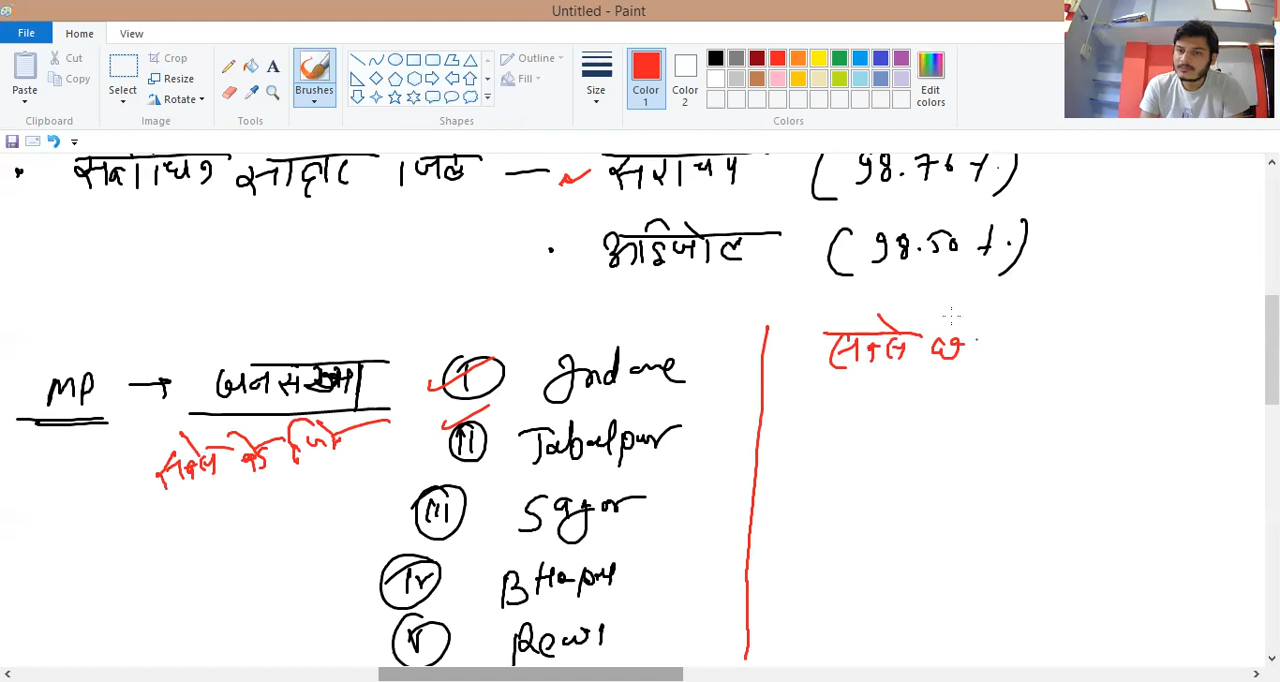 Untitled - Paint
File Home View
Paste Cut Copy Clipboard
Select Crop Resize Rotate Image
Tools
Brushes
Shapes Outline Fill
Size
Color 1 Color 2 Edit colors Colors
साक्षर जिले — सरचिप (98.76 %)
• आईजोल (98.50 %)
MP → जनसंख्या
(I) Indore
(II) Jabalpur
(III) Sagar
(IV) Bhopal
(V) Rewa